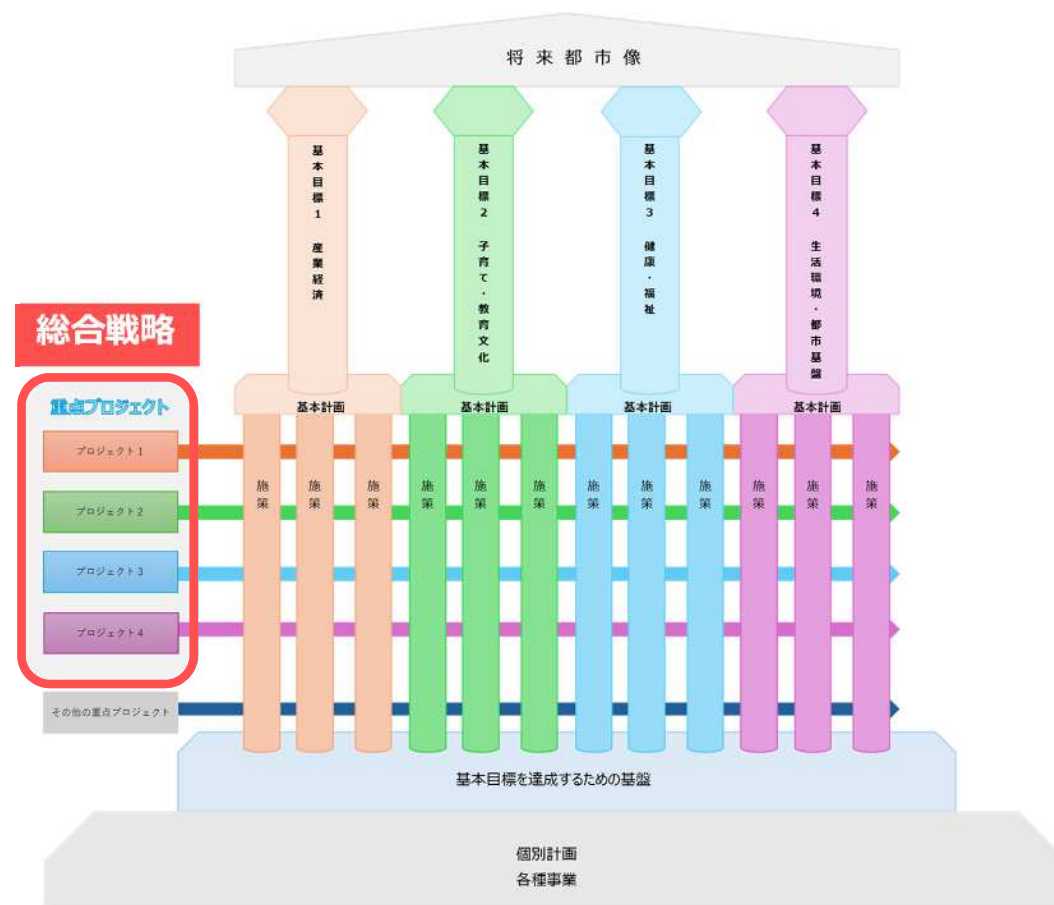 将来都市像
基本目標1 産業経済
基本目標2 子育て・教育文化
基本目標3 健康・福祉
基本目標4 生活環境・都市基盤
総合戦略
重点プロジェクト
基本計画
基本計画
基本計画
基本計画
プロジェクト1
プロジェクト2
プロジェクト3
プロジェクト4
その他の重点プロジェクト
施策
施策
施策
施策
施策
施策
施策
施策
施策
施策
施策
施策
基本目標を達成するための基盤
個別計画
各種事業